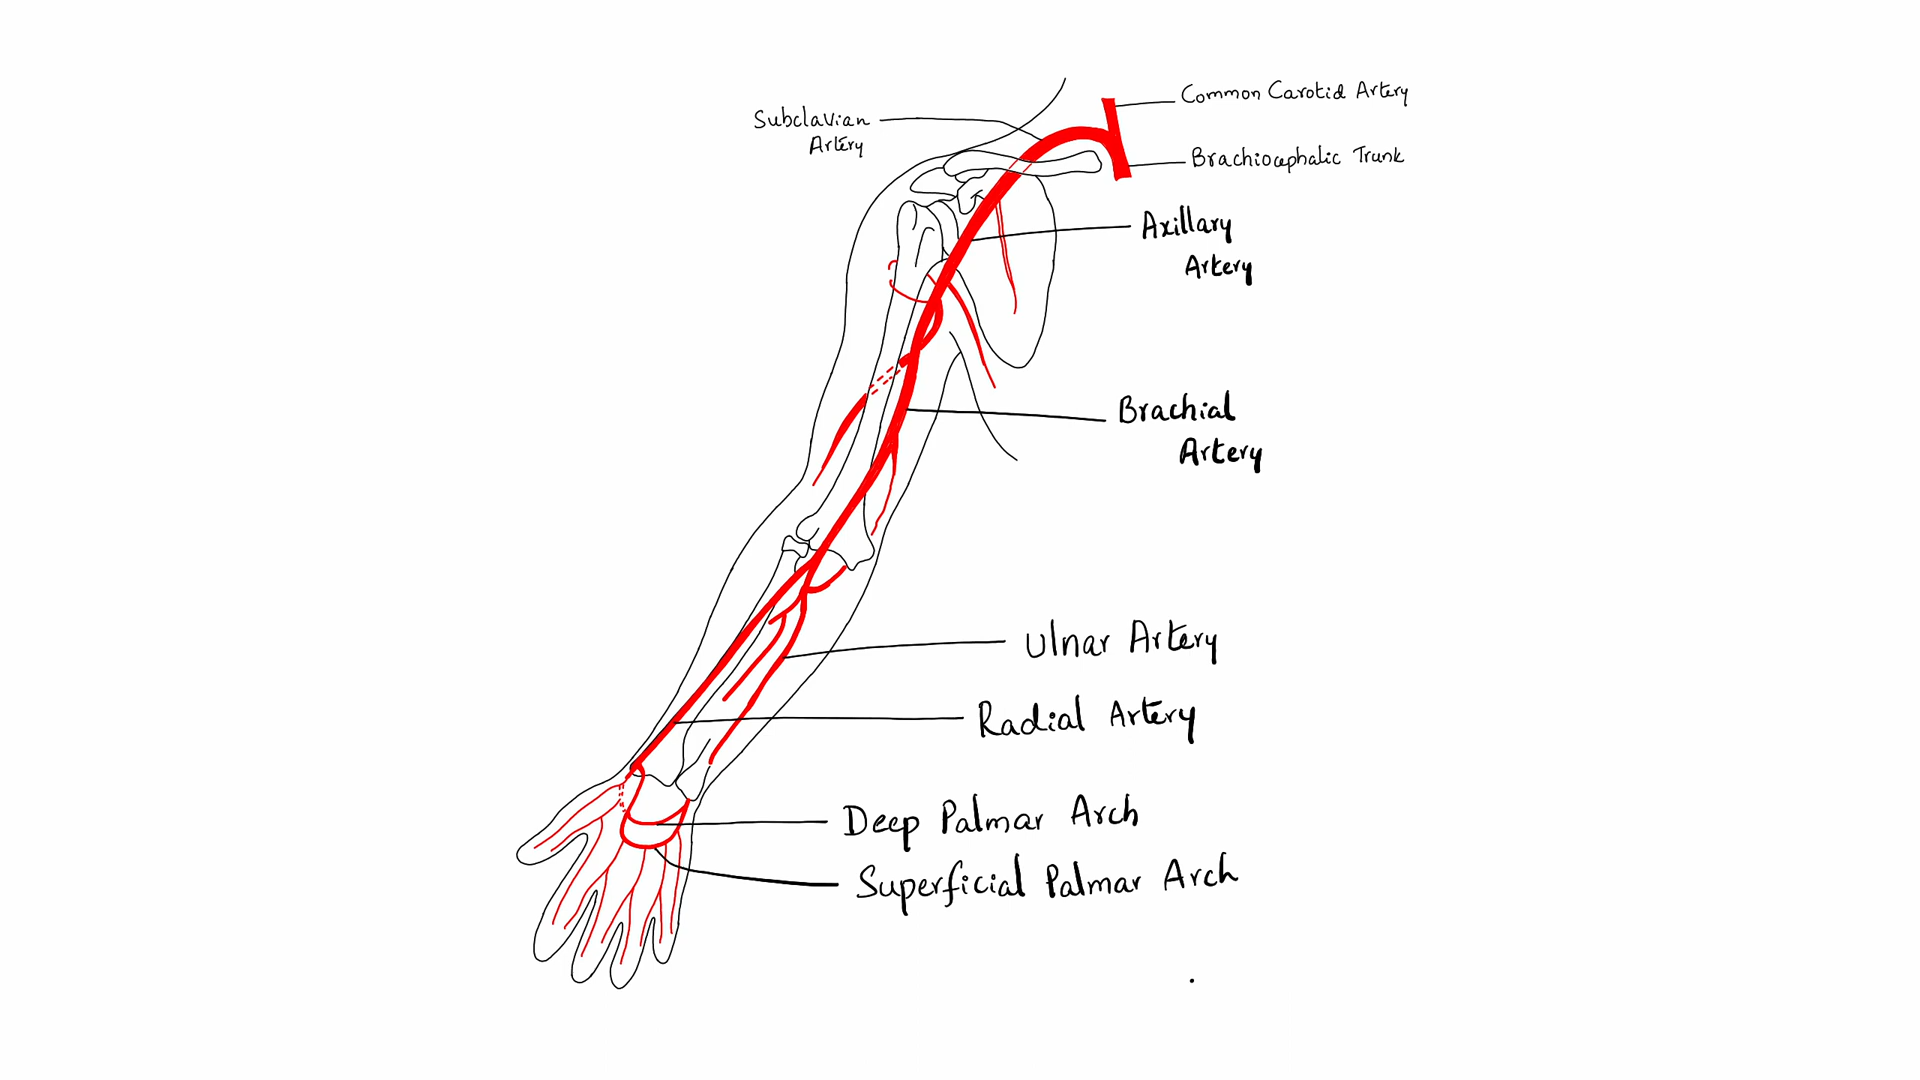 Common Carotid Artery
Subclavian
Artery
Brachiocephalic Trunk
Axillary
Artery
Brachial
Artery
Ulnar Artery
Radial Artery
Deep Palmar Arch
Superficial Palmar Arch